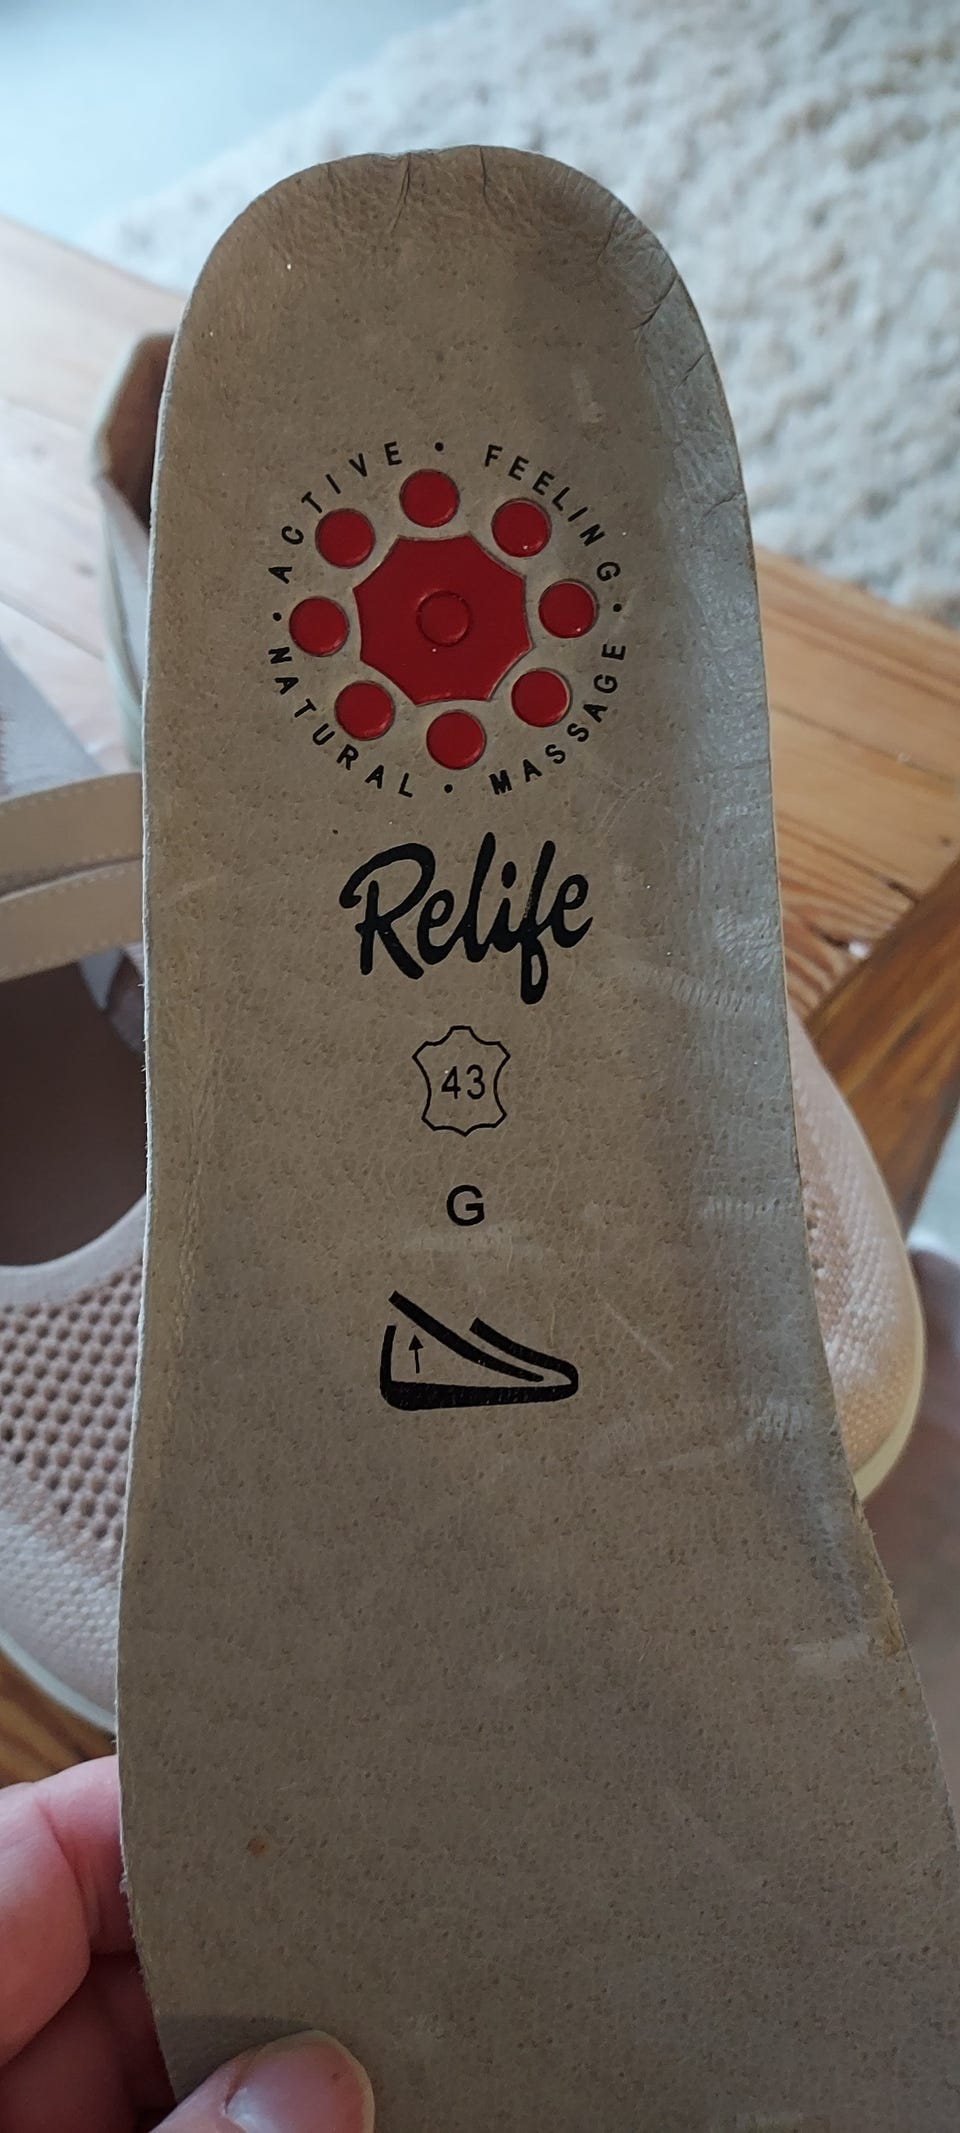 ACTIVE • FEELING • MASSAGE • NATURAL •
Relife
43
G